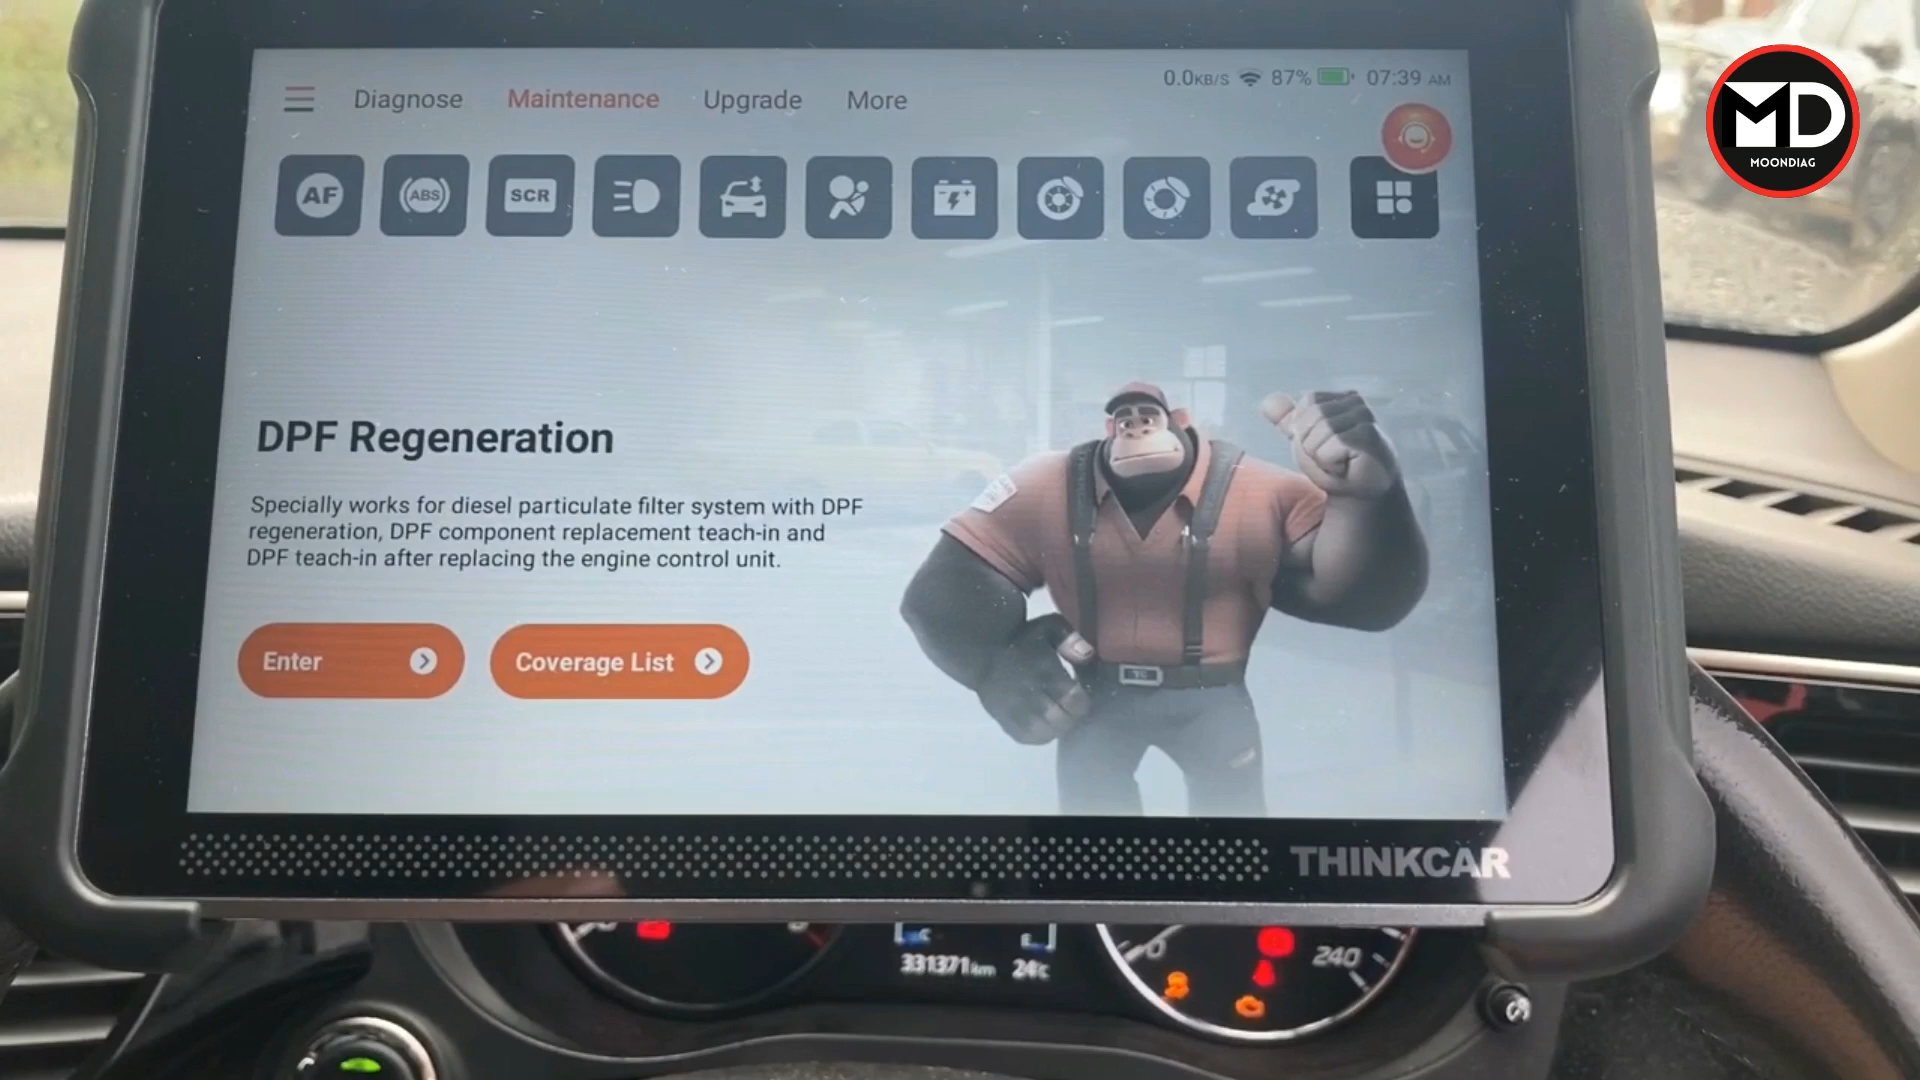 0.0KB/S 87% 07:39 AM
Diagnose Maintenance Upgrade More
AF ABS SCR
DPF Regeneration
Specially works for diesel particulate filter system with DPF
regeneration, DPF component replacement teach-in and
DPF teach-in after replacing the engine control unit.
Enter Coverage List
THINKCAR
331371km 24°C
240
MD
MOONDIAG